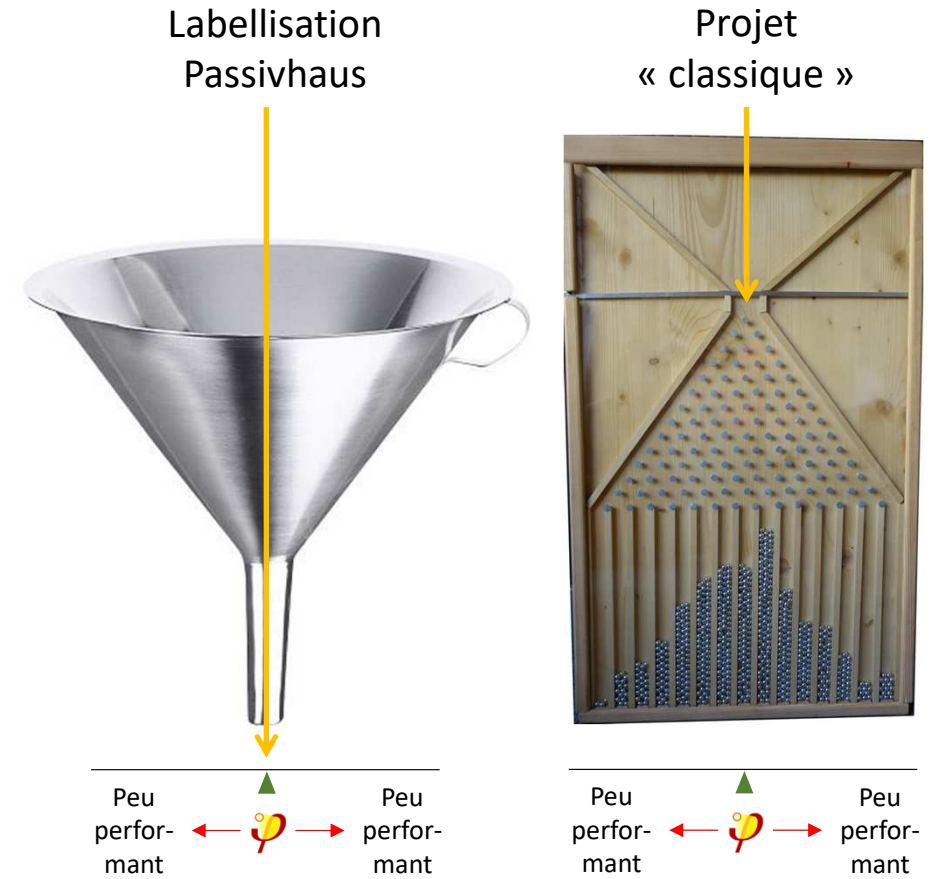 Labellisation
Passivhaus
Projet
« classique »
Peu
perfor-
mant
φ
Peu
perfor-
mant
Peu
perfor-
mant
φ
Peu
perfor-
mant